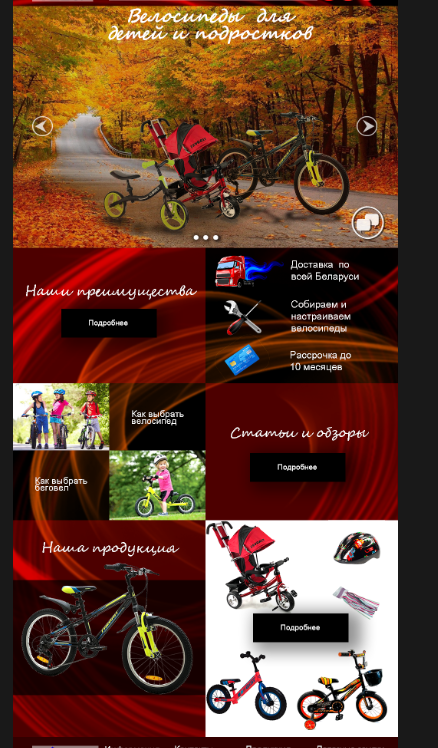 Велосипеды для
детей и подростков
Наши преимущества
Подробнее
Доставка по
всей Беларуси
Собираем и
настраиваем
велосипеды
Рассрочка до
10 месяцев
Как выбрать
велосипед
Как выбрать
беговел
Статьи и обзоры
Подробнее
Наша продукция
Подробнее